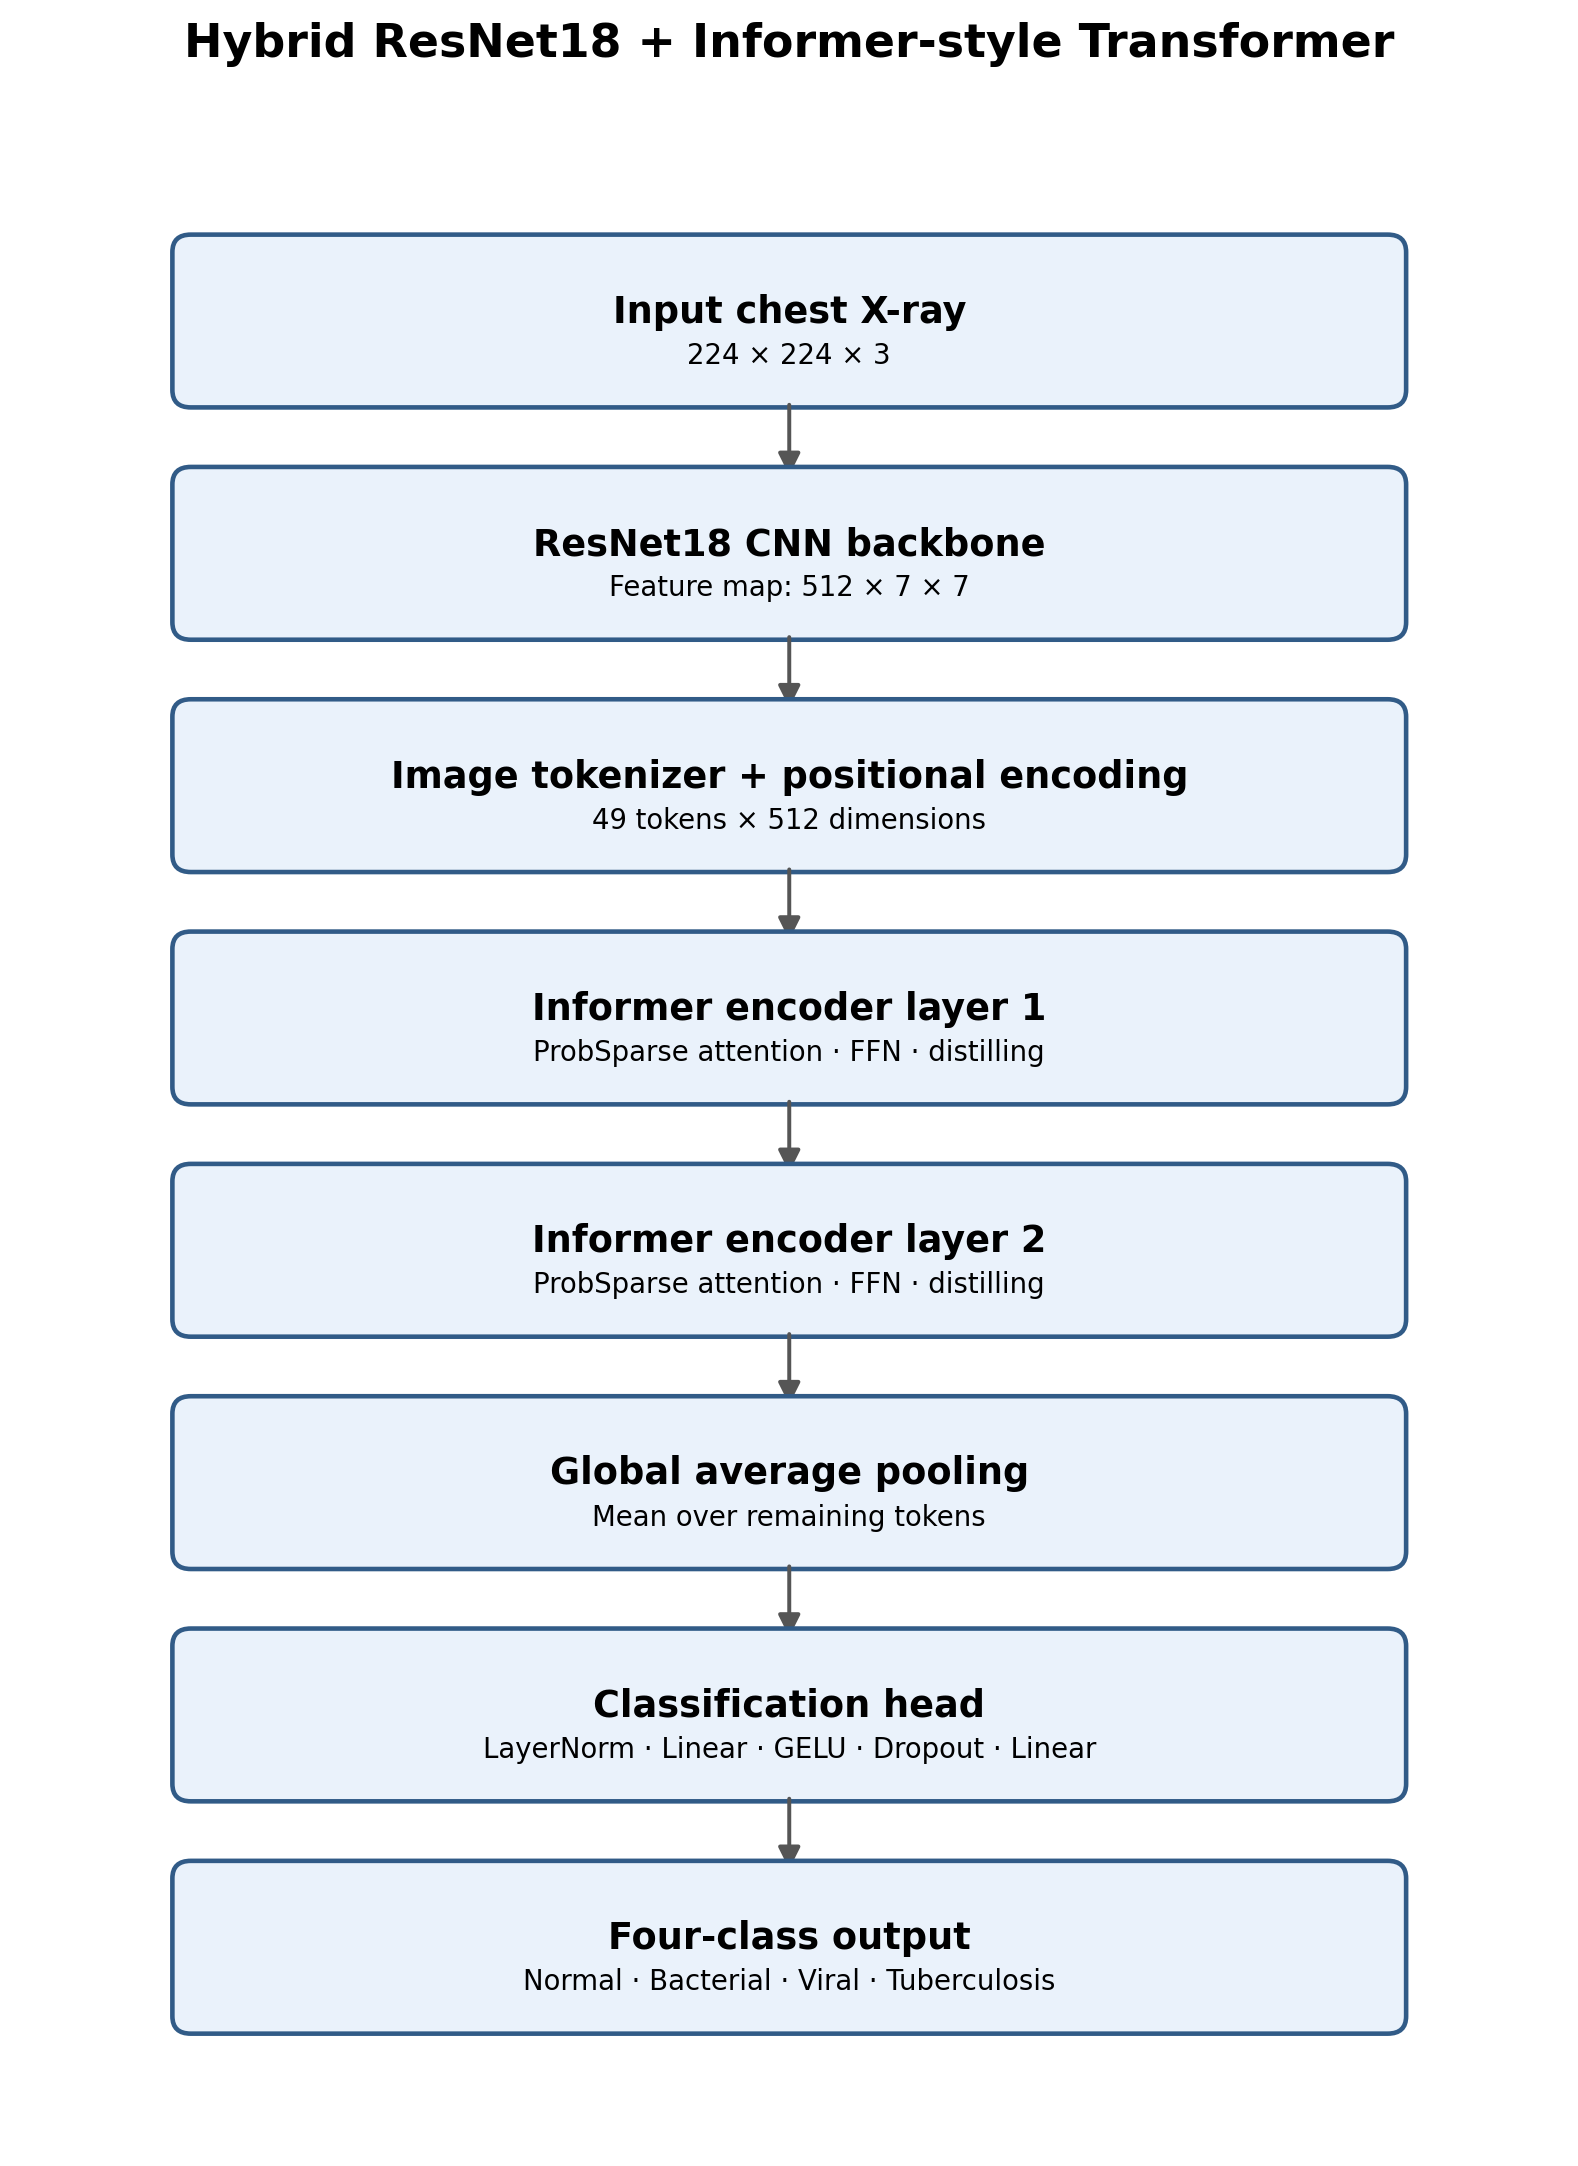 Hybrid ResNet18 + Informer-style Transformer
Input chest X-ray
224 × 224 × 3
ResNet18 CNN backbone
Feature map: 512 × 7 × 7
Image tokenizer + positional encoding
49 tokens × 512 dimensions
Informer encoder layer 1
ProbSparse attention · FFN · distilling
Informer encoder layer 2
ProbSparse attention · FFN · distilling
Global average pooling
Mean over remaining tokens
Classification head
LayerNorm · Linear · GELU · Dropout · Linear
Four-class output
Normal · Bacterial · Viral · Tuberculosis